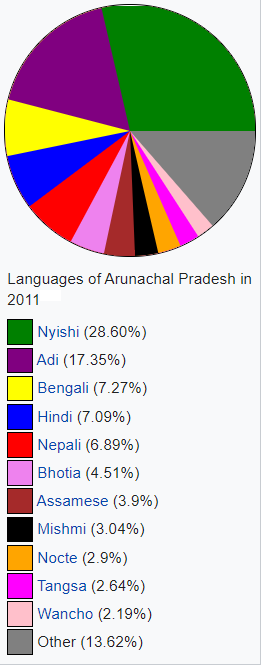 Languages of Arunachal Pradesh in
2011
Nyishi (28.60%)
Adi (17.35%)
Bengali (7.27%)
Hindi (7.09%)
Nepali (6.89%)
Bhotia (4.51%)
Assamese (3.9%)
Mishmi (3.04%)
Nocte (2.9%)
Tangsa (2.64%)
Wancho (2.19%)
Other (13.62%)